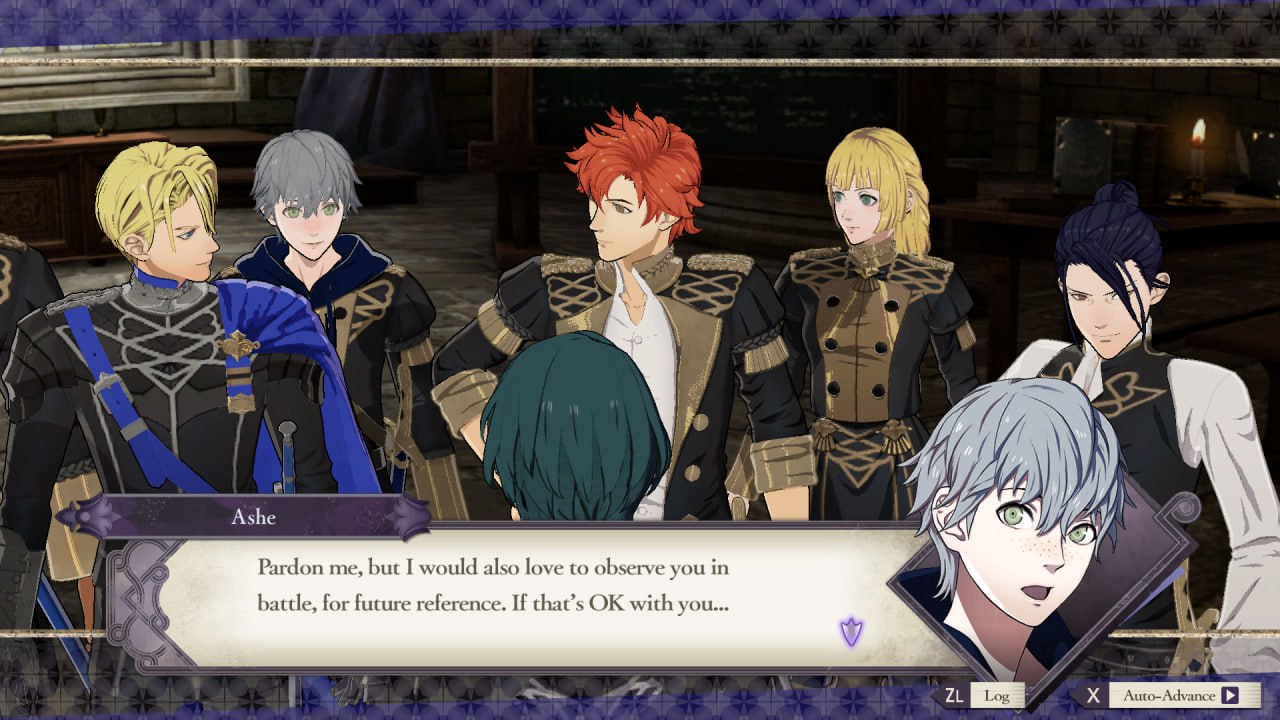 Ashe
Pardon me, but I would also love to observe you in
battle, for future reference. If that's OK with you...
ZL Log X Auto-Advance